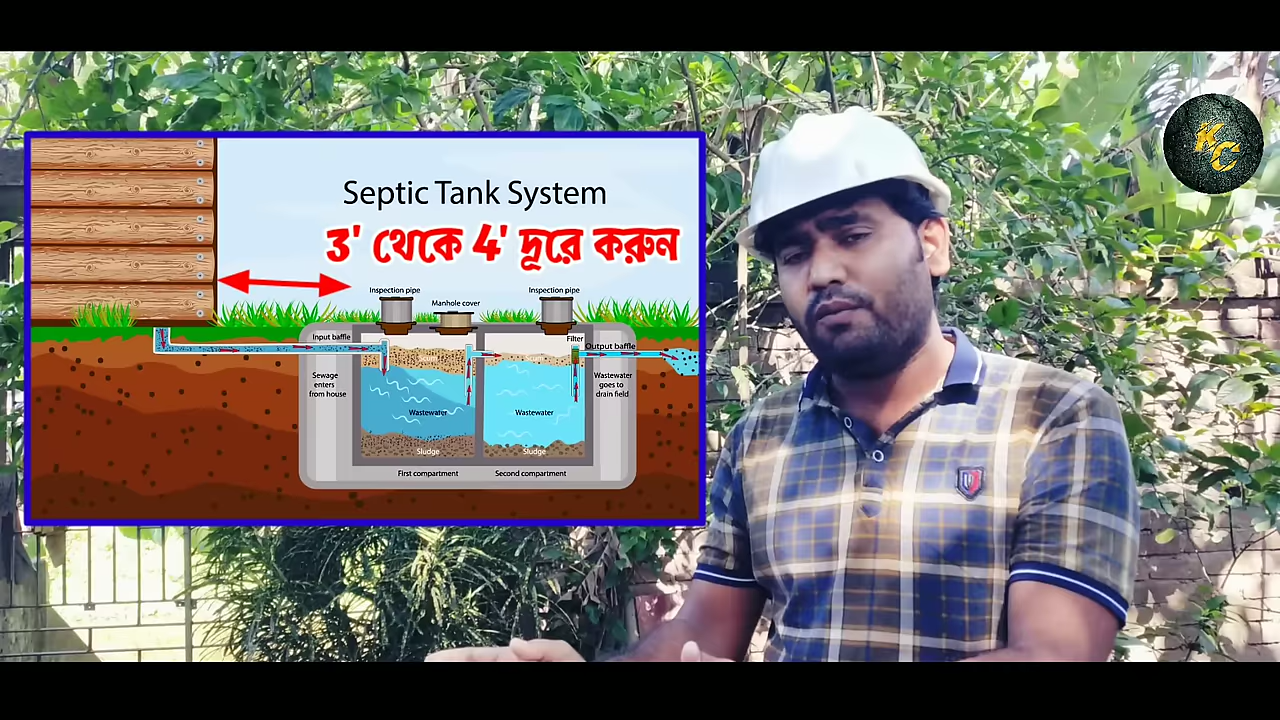 Septic Tank System
3' থেকে 4' দূরে করুন
Inspection pipe
Manhole cover
Inspection pipe
Input baffle
Filter
Output baffle
Scum
Sewage
enters
from house
Wastewater
Wastewater
Wastewater
goes to
drain field
Sludge
Sludge
First compartment
Second compartment
KC